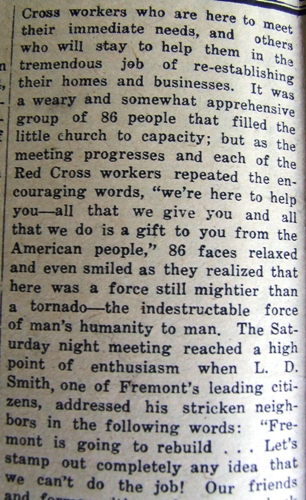 Cross workers who are here to meet
their immediate needs, and others
who will stay to help them in the
tremendous job of re-establishing
their homes and businesses. It was
a weary and somewhat apprehensive
group of 86 people that filled the
little church to capacity; but as the
meeting progresses and each of the
Red Cross workers repeated the en-
couraging words, "we're here to help
you—all that we give you and all
that we do is a gift to you from the
American people," 86 faces relaxed
and even smiled as they realized that
here was a force still mightier than
a tornado—the indestructable force
of man's humanity to man. The Sat-
urday night meeting reached a high
point of enthusiasm when L. D.
Smith, one of Fremont's leading citi-
zens, addressed his stricken neigh-
bors in the following words: "Fre-
mont is going to rebuild . . . Let's
stamp out completely any idea that
we can't do the job! Our friends
and